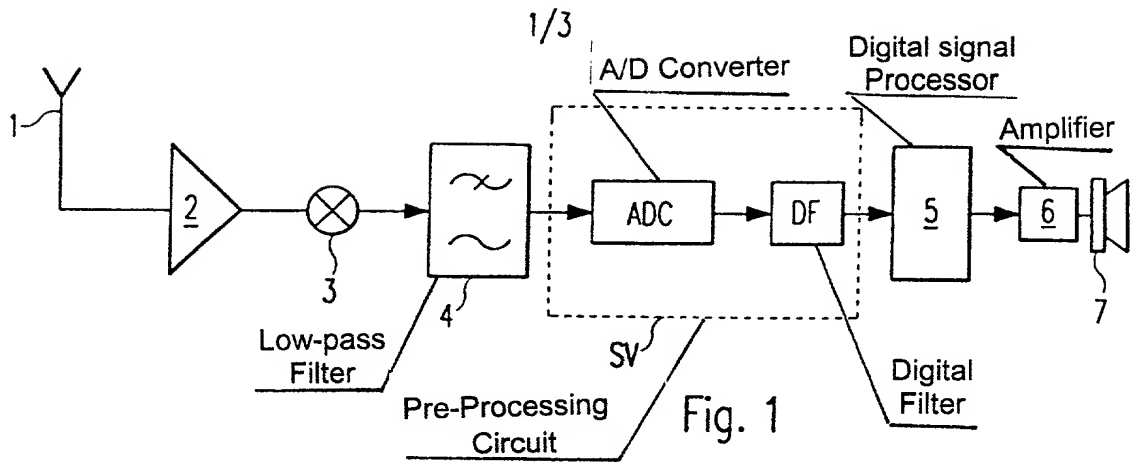 1/3
A/D Converter
Digital signal
Processor
Amplifier
1
2
3
4
ADC
DF
5
6
7
SV
Low-pass
Filter
Pre-Processing
Circuit
Digital
Filter
Fig. 1